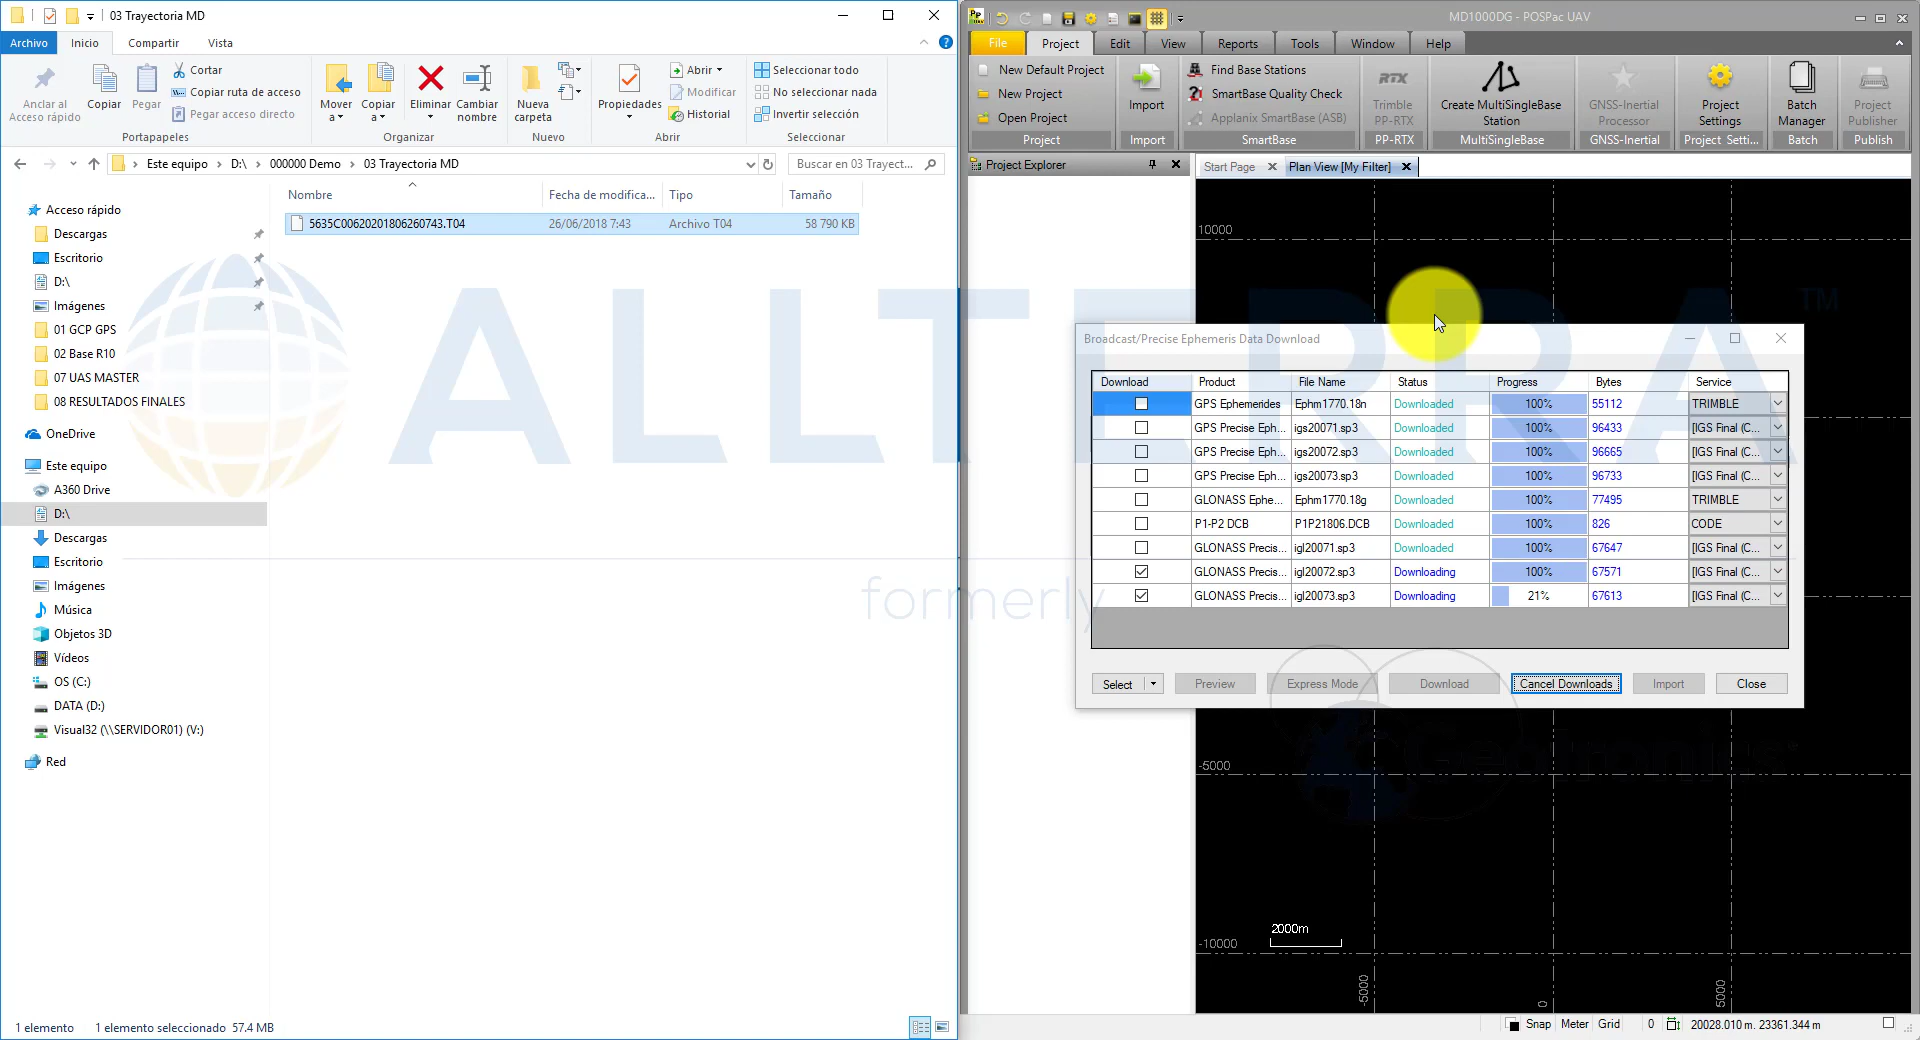 03 Trayectoria MD
Archivo
Inicio
Compartir
Vista
Anclar al
Acceso rápido
Copiar
Pegar
Cortar
Copiar ruta de acceso
Pegar acceso directo
Portapapeles
Mover
a
Copiar
a
Eliminar
Cambiar
nombre
Organizar
Nueva
carpeta
Nuevo
Propiedades
Abrir
Modificar
Historial
Abrir
Seleccionar todo
No seleccionar nada
Invertir selección
Seleccionar
Este equipo > D:\ > 000000 Demo > 03 Trayectoria MD
Buscar en 03 Trayect...
Nombre Fecha de modifica... Tipo Tamaño
5635C00620201806260743.T04 26/06/2018 7:43 Archivo T04 58 790 KB
Acceso rápido
Descargas
Escritorio
D:\
Imágenes
01 GCP GPS
02 Base R10
07 UAS MASTER
08 RESULTADOS FINALES
OneDrive
Este equipo
A360 Drive
D:\
Descargas
Escritorio
Imágenes
Música
Objetos 3D
Vídeos
OS (C:)
DATA (D:)
Visual32 (\\SERVIDOR01) (V:)
Red
1 elemento 1 elemento seleccionado 57.4 MB
MD1000DG - POSPac UAV
File Project Edit View Reports Tools Window Help
New Default Project
New Project
Open Project
Project
Import
Import
Find Base Stations
SmartBase Quality Check
Applanix SmartBase (ASB)
SmartBase
RTX
Trimble
PP-RTX
PP-RTX
Create MultiSingleBase
Station
MultiSingleBase
GNSS-Inertial
Processor
GNSS-Inertial
Project
Settings
Project Setti...
Batch
Manager
Batch
Project
Publisher
Publish
Project Explorer
Start Page
Plan View [My Filter]
10000
ALLTERRA™
formerly
Geotronics
Broadcast/Precise Ephemeris Data Download
Download Product File Name Status Progress Bytes Service
GPS Ephemerides Ephm1770.18n Downloaded 100% 55112 TRIMBLE
GPS Precise Eph... igs20071.sp3 Downloaded 100% 96433 [IGS Final (C...
GPS Precise Eph... igs20072.sp3 Downloaded 100% 96665 [IGS Final (C...
GPS Precise Eph... igs20073.sp3 Downloaded 100% 96733 [IGS Final (C...
GLONASS Ephe... Ephm1770.18g Downloaded 100% 77495 TRIMBLE
P1-P2 DCB P1P21806.DCB Downloaded 100% 826 CODE
GLONASS Precis... igl20071.sp3 Downloaded 100% 67647 [IGS Final (C...
GLONASS Precis... igl20072.sp3 Downloading 100% 67571 [IGS Final (C...
GLONASS Precis... igl20073.sp3 Downloading 21% 67613 [IGS Final (C...
Select Preview Express Mode Download Cancel Downloads Import Close
-5000
2000m
-10000
-5000
0
5000
Snap Meter Grid 0 20028.010 m. 23361.344 m